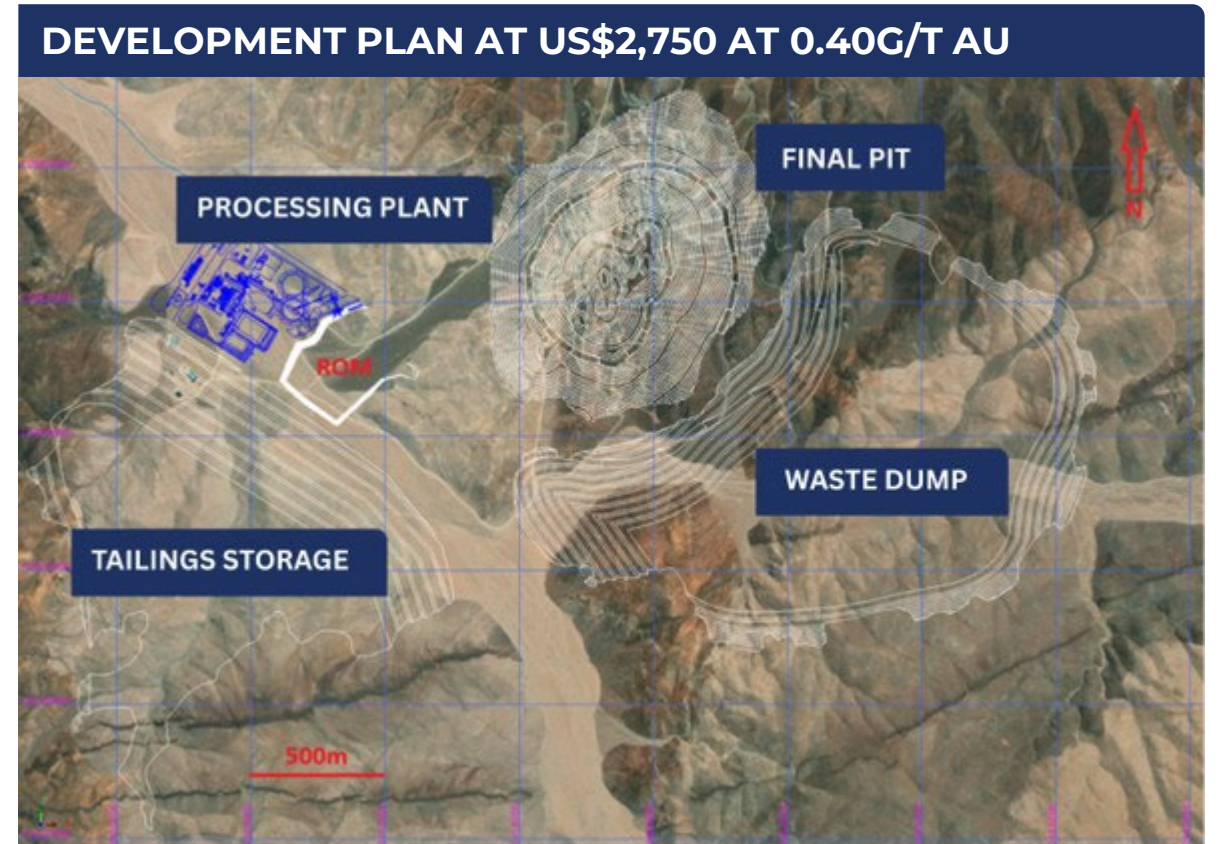 DEVELOPMENT PLAN AT US$2,750 AT 0.40G/T AU
FINAL PIT
PROCESSING PLANT
N
ROM
WASTE DUMP
TAILINGS STORAGE
500m